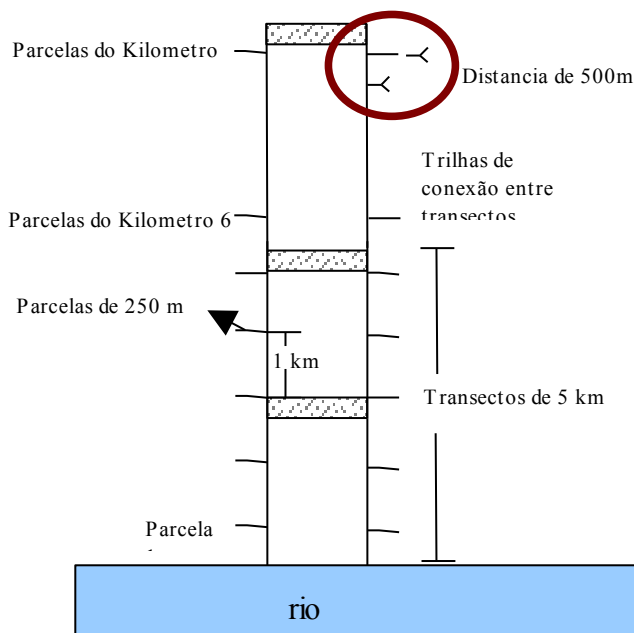 Parcelas do Kilometro
Distancia de 500m
Trilhas de
conexão entre
transectos
Parcelas do Kilometro 6
Parcelas de 250 m
1 km
Transectos de 5 km
Parcela
rio